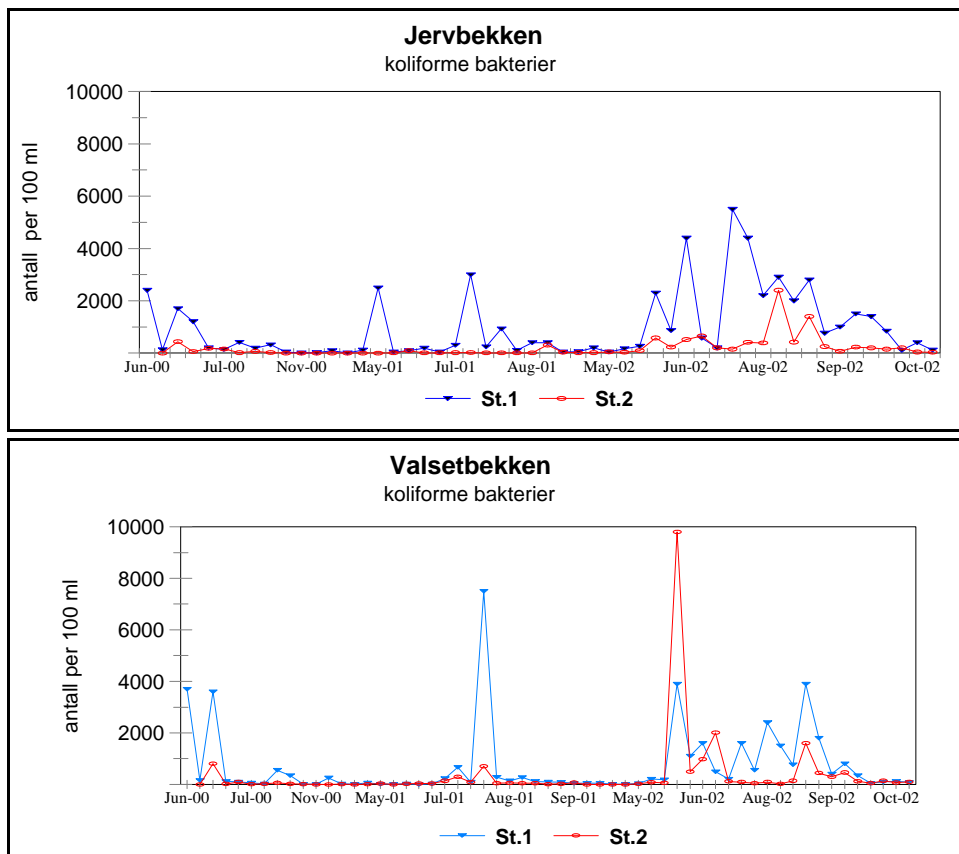 Jervbekken
koliforme bakterier
antall per 100 ml
10000
8000
6000
4000
2000
Jun-00 Jul-00 Nov-00 May-01 Jul-01 Aug-01 May-02 Jun-02 Aug-02 Sep-02 Oct-02
St.1 St.2
Valsetbekken
koliforme bakterier
antall per 100 ml
10000
8000
6000
4000
2000
Jun-00 Jul-00 Nov-00 May-01 Jul-01 Aug-01 Sep-01 May-02 Jun-02 Aug-02 Sep-02 Oct-02
St.1 St.2